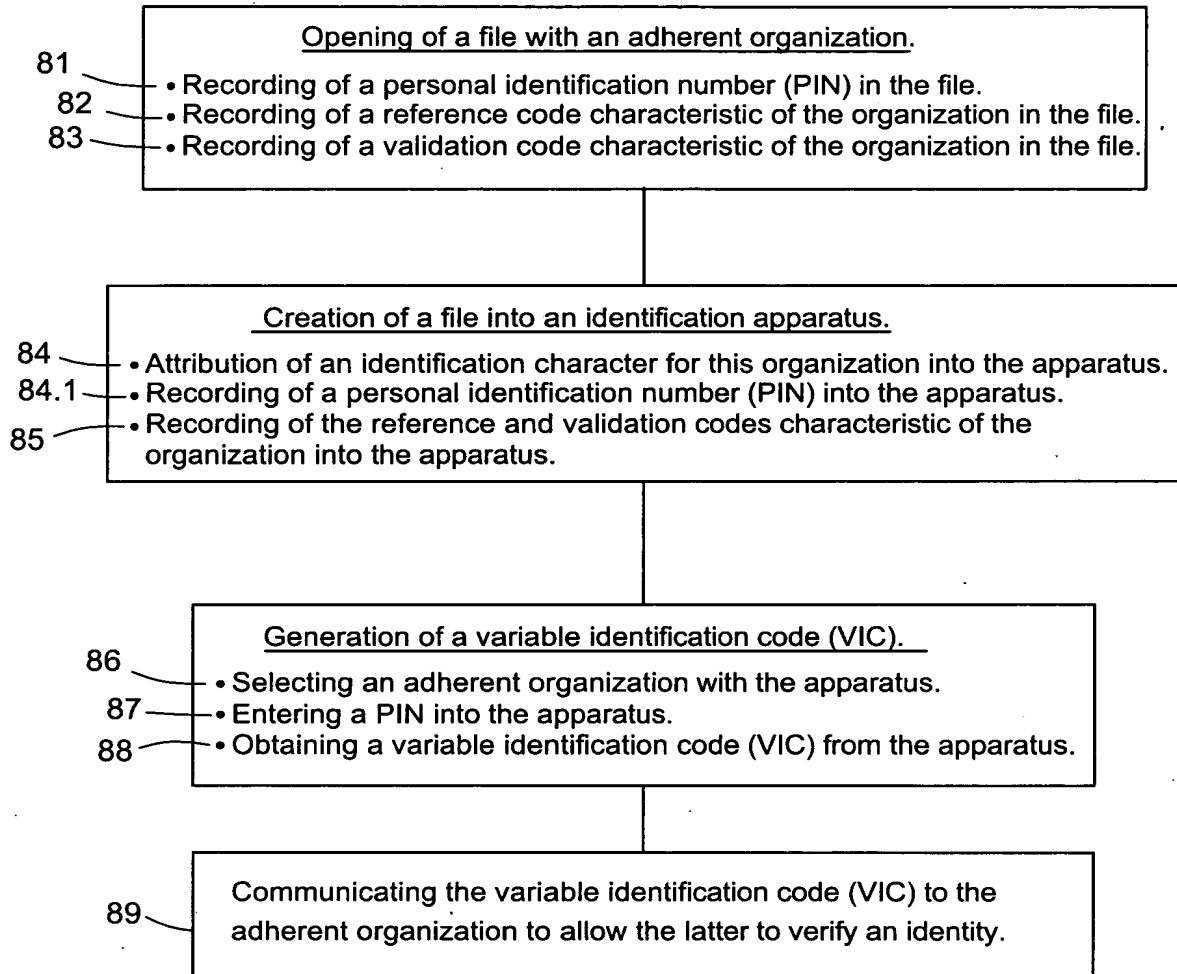 Opening of a file with an adherent organization.
81
• Recording of a personal identification number (PIN) in the file.
82
• Recording of a reference code characteristic of the organization in the file.
83
• Recording of a validation code characteristic of the organization in the file.
Creation of a file into an identification apparatus.
84
• Attribution of an identification character for this organization into the apparatus.
84.1
• Recording of a personal identification number (PIN) into the apparatus.
85
• Recording of the reference and validation codes characteristic of the
organization into the apparatus.
Generation of a variable identification code (VIC).
86
• Selecting an adherent organization with the apparatus.
87
• Entering a PIN into the apparatus.
88
• Obtaining a variable identification code (VIC) from the apparatus.
Communicating the variable identification code (VIC) to the
89
adherent organization to allow the latter to verify an identity.